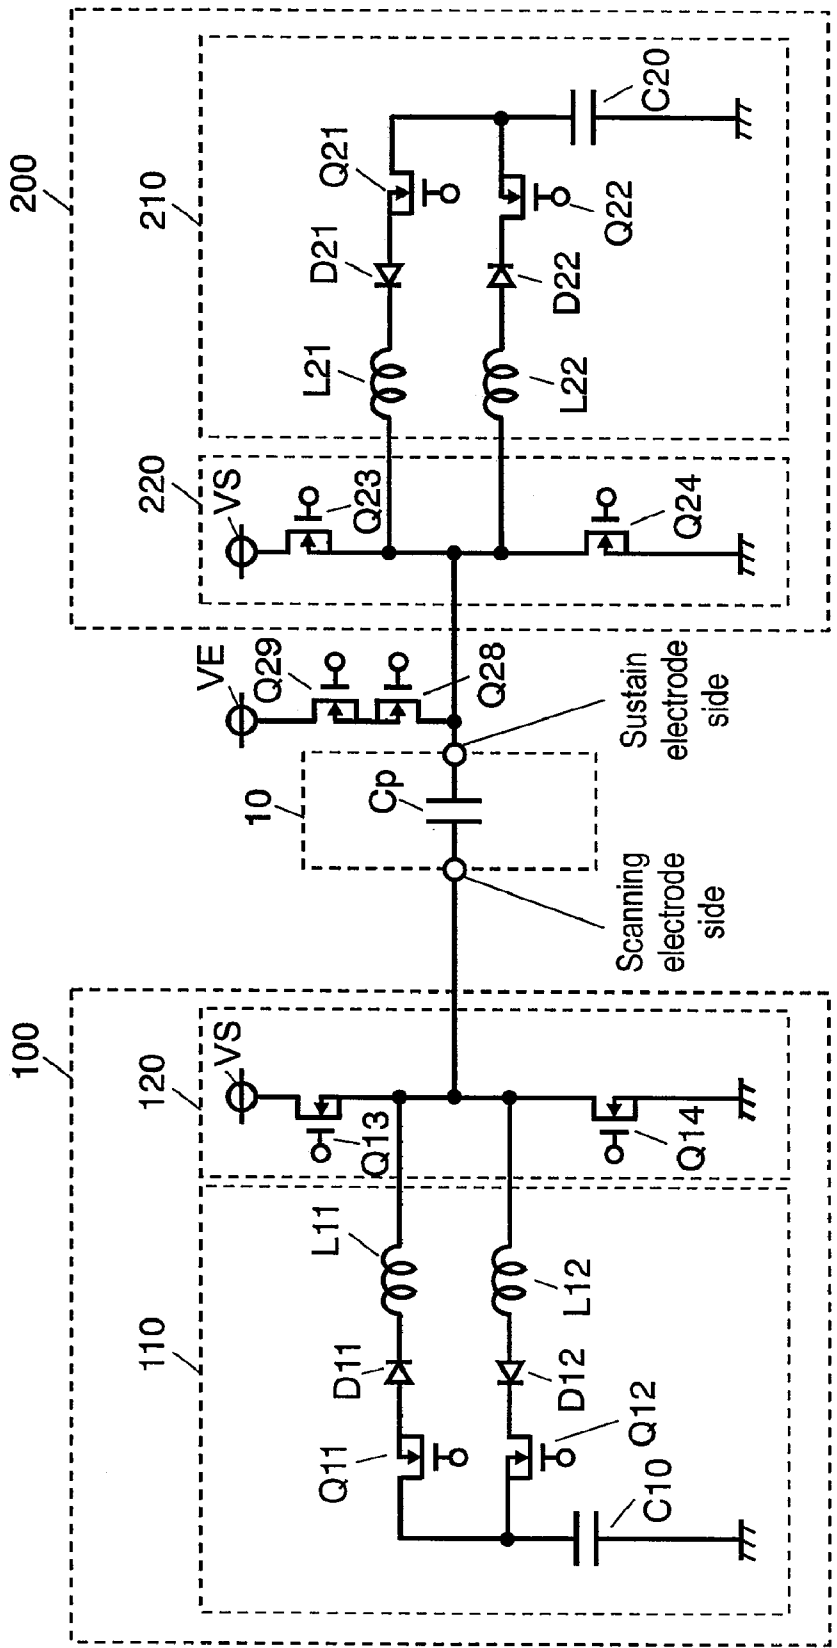 100
110
120
VS
Q11
D11
L11
Q13
Q12
D12
L12
C10
Q14
10
Cp
Scanning
electrode
side
Sustain
electrode
side
VE
Q29
Q28
200
220
210
VS
Q23
L21
D21
Q21
L22
D22
Q22
Q24
C20